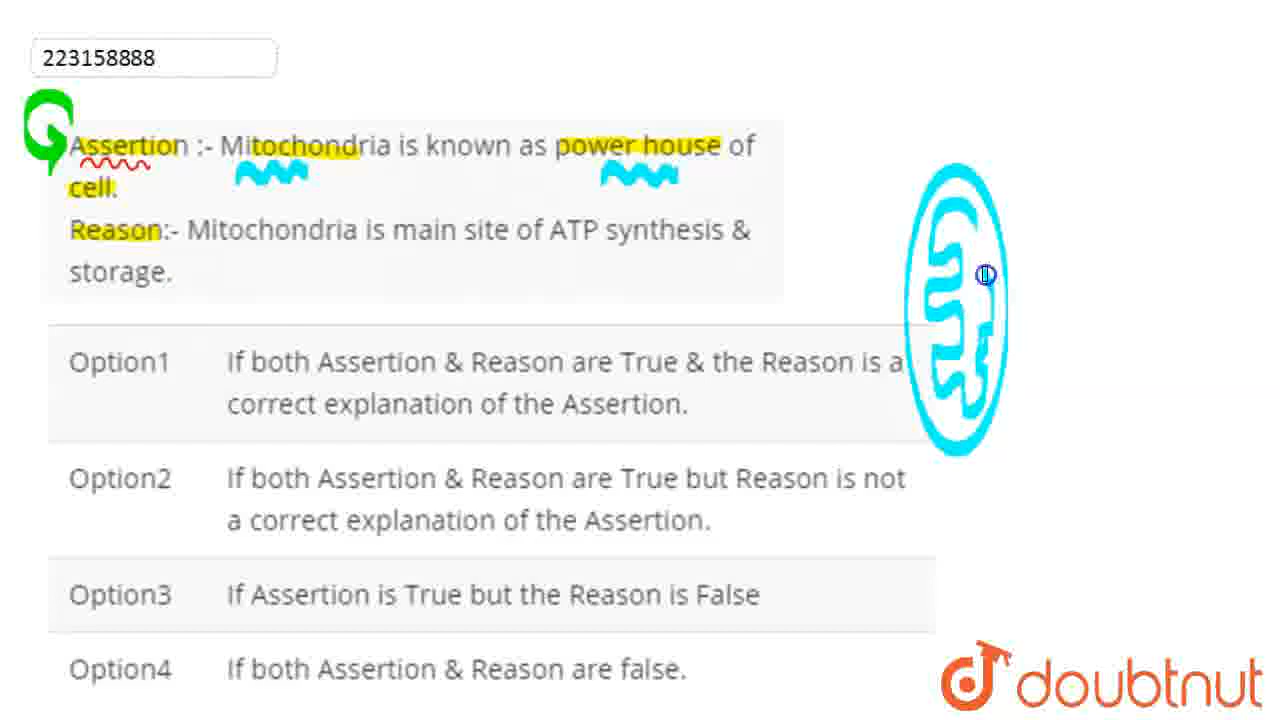 223158888
Assertion :- Mitochondria is known as power house of
cell.
Reason:- Mitochondria is main site of ATP synthesis &
storage.
Option1 If both Assertion & Reason are True & the Reason is a
correct explanation of the Assertion.
Option2 If both Assertion & Reason are True but Reason is not
a correct explanation of the Assertion.
Option3 If Assertion is True but the Reason is False
Option4 If both Assertion & Reason are false.
doubtnut